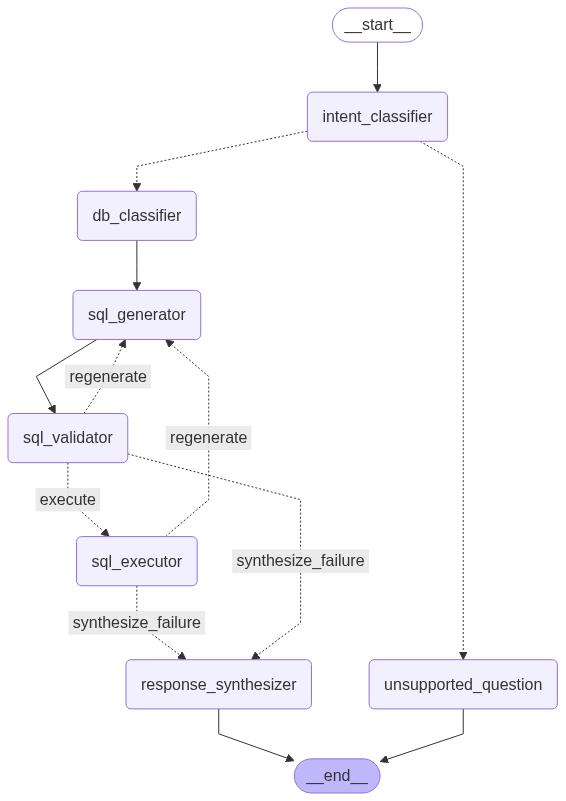 __start__
intent_classifier
db_classifier
sql_generator
regenerate
sql_validator
regenerate
execute
sql_executor
synthesize_failure
synthesize_failure
response_synthesizer
unsupported_question
__end__